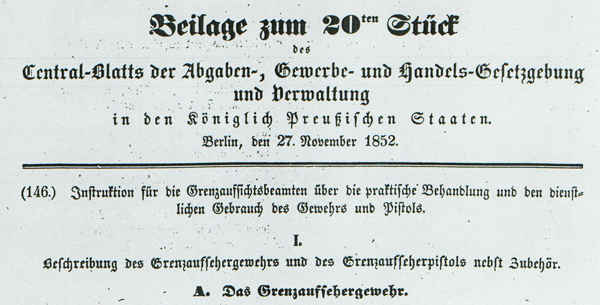 Beilage zum 20ten Stück
des
Central-Blatts der Abgaben-, Gewerbe- und Handels-Gesetzgebung
und Verwaltung
in den Königlich Preußischen Staaten.
Berlin, den 27. November 1852.
(146.) Instruktion für die Grenzaufsichtsbeamten über die praktische Behandlung und den dienst-
lichen Gebrauch des Gewehrs und Pistols.
I.
Beschreibung des Grenzaufsehergewehrs und des Grenzaufseherpistols nebst Zubehör.
A. Das Grenzaufsehergewehr.